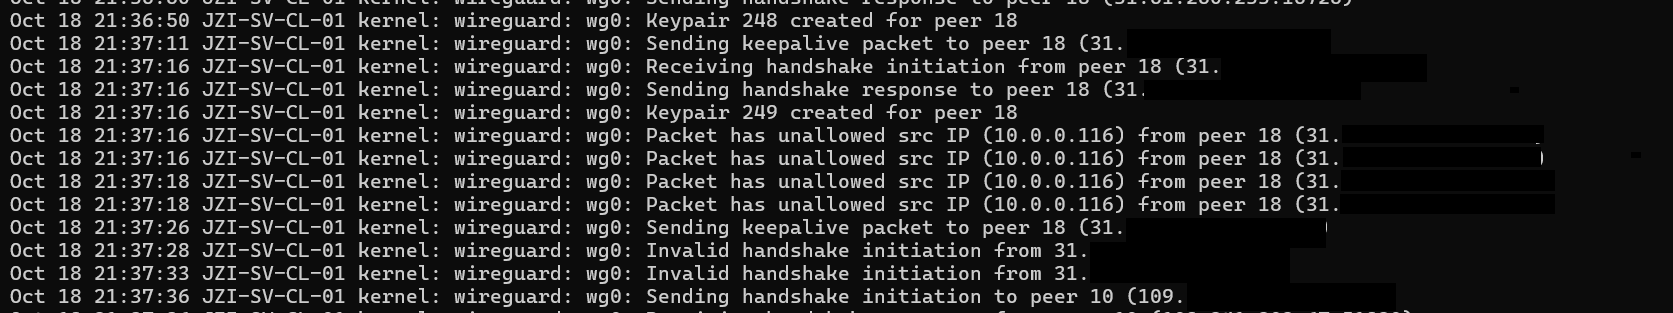 Sending handshake response to peer 18
Oct 18 21:36:50 JZI-SV-CL-01 kernel: wireguard: wg0: Keypair 248 created for peer 18
Oct 18 21:37:11 JZI-SV-CL-01 kernel: wireguard: wg0: Sending keepalive packet to peer 18 (31.
Oct 18 21:37:16 JZI-SV-CL-01 kernel: wireguard: wg0: Receiving handshake initiation from peer 18 (31.
Oct 18 21:37:16 JZI-SV-CL-01 kernel: wireguard: wg0: Sending handshake response to peer 18 (31.
Oct 18 21:37:16 JZI-SV-CL-01 kernel: wireguard: wg0: Keypair 249 created for peer 18
Oct 18 21:37:16 JZI-SV-CL-01 kernel: wireguard: wg0: Packet has unallowed src IP (10.0.0.116) from peer 18 (31.
Oct 18 21:37:16 JZI-SV-CL-01 kernel: wireguard: wg0: Packet has unallowed src IP (10.0.0.116) from peer 18 (31. )
Oct 18 21:37:18 JZI-SV-CL-01 kernel: wireguard: wg0: Packet has unallowed src IP (10.0.0.116) from peer 18 (31.
Oct 18 21:37:18 JZI-SV-CL-01 kernel: wireguard: wg0: Packet has unallowed src IP (10.0.0.116) from peer 18 (31.
Oct 18 21:37:26 JZI-SV-CL-01 kernel: wireguard: wg0: Sending keepalive packet to peer 18 (31. )
Oct 18 21:37:28 JZI-SV-CL-01 kernel: wireguard: wg0: Invalid handshake initiation from 31.
Oct 18 21:37:33 JZI-SV-CL-01 kernel: wireguard: wg0: Invalid handshake initiation from 31.
Oct 18 21:37:36 JZI-SV-CL-01 kernel: wireguard: wg0: Sending handshake initiation to peer 10 (109.